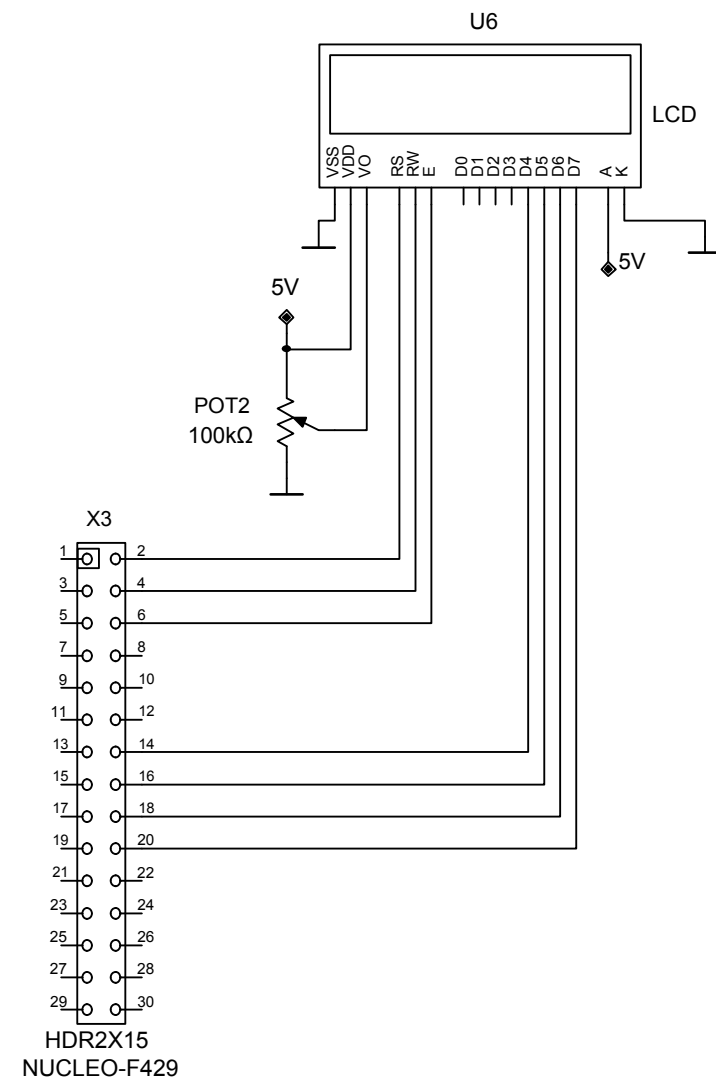 U6
LCD
VSS VDD VO RS RW E D0 D1 D2 D3 D4 D5 D6 D7 A K
5V
5V
POT2
100kΩ
X3
1 2
3 4
5 6
7 8
9 10
11 12
13 14
15 16
17 18
19 20
21 22
23 24
25 26
27 28
29 30
HDR2X15
NUCLEO-F429